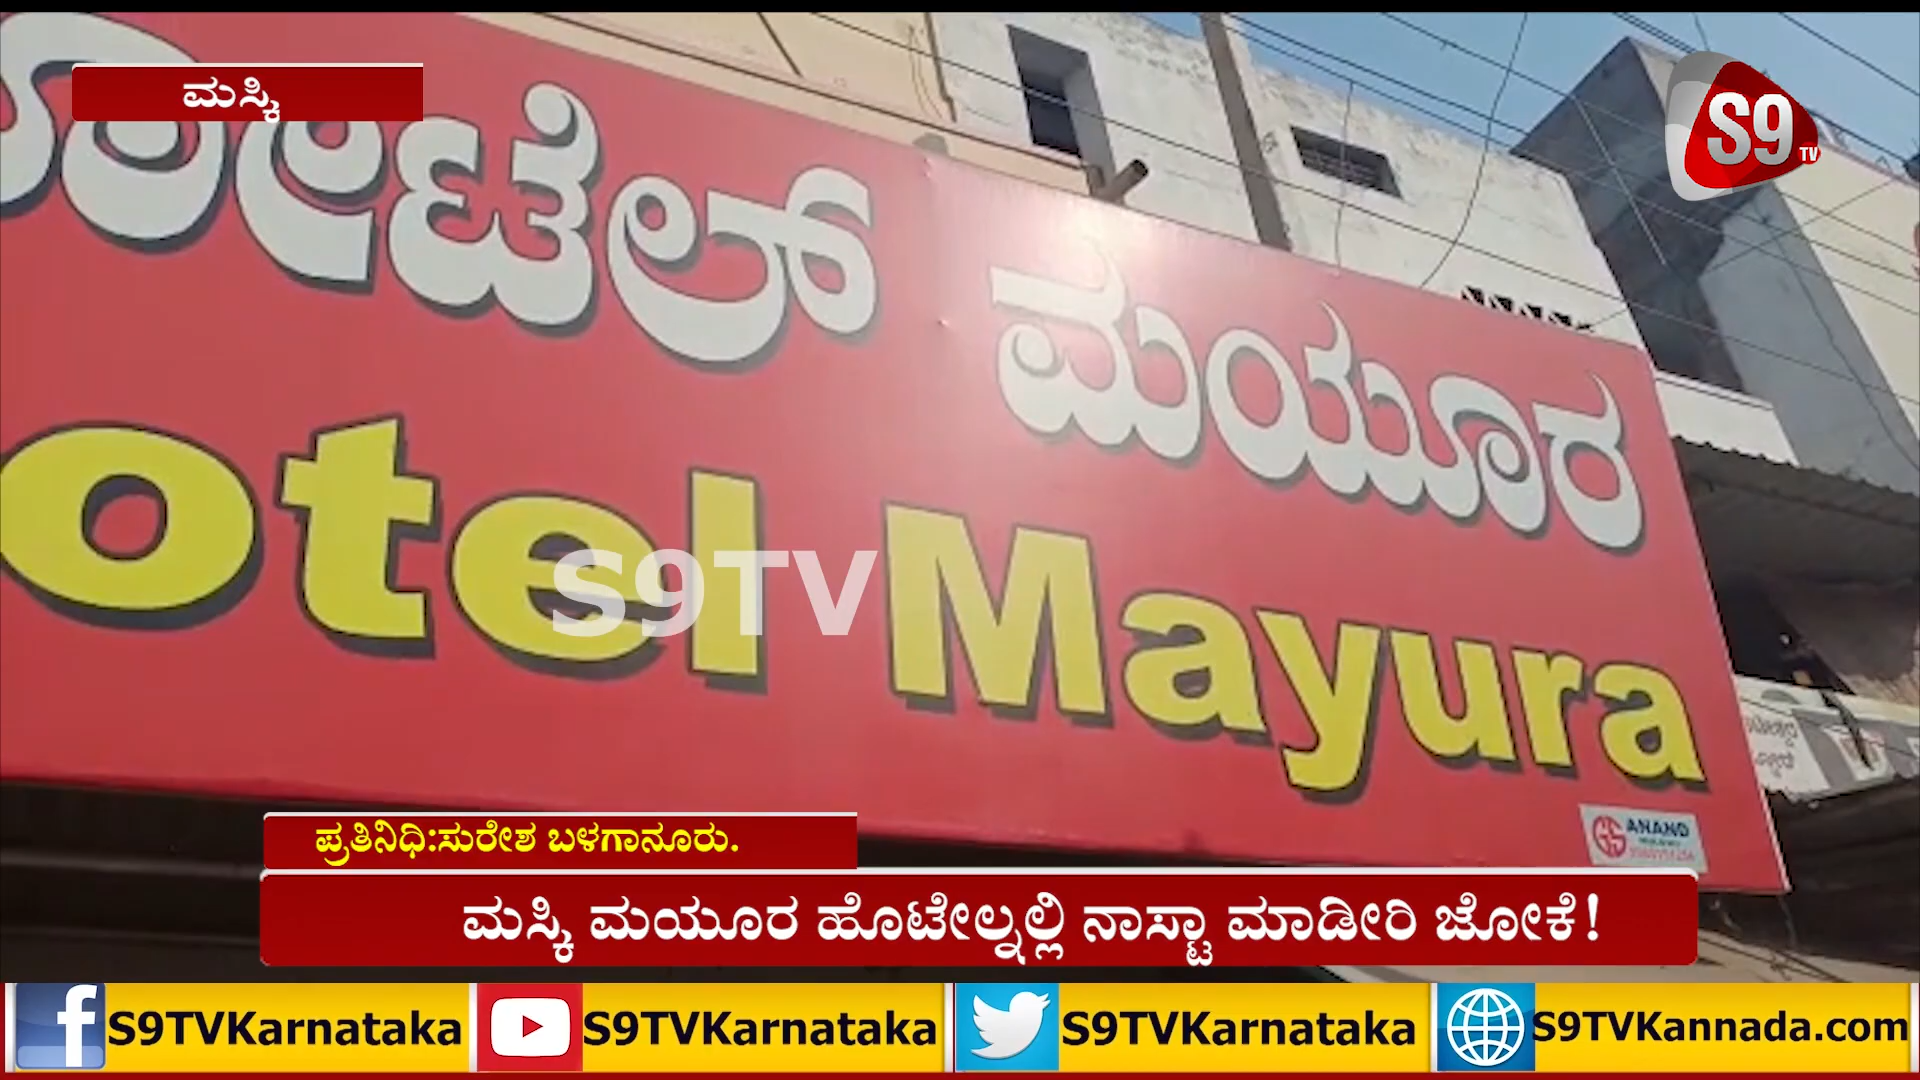 ಮಸ್ಕಿ
S9
TV
ಹೋಟೆಲ್ ಮಯೂರ
otel Mayura
S9TV
ANAND
ಪ್ರತಿನಿಧಿ:ಸುರೇಶ ಬಳಗಾನೂರು.
ಮಸ್ಕಿ ಮಯೂರ ಹೊಟೇಲ್ನಲ್ಲಿ ನಾಸ್ಟಾ ಮಾಡೀರಿ ಜೋಕೆ!
S9TVKarnataka S9TVKarnataka S9TVKarnataka S9TVKannada.com